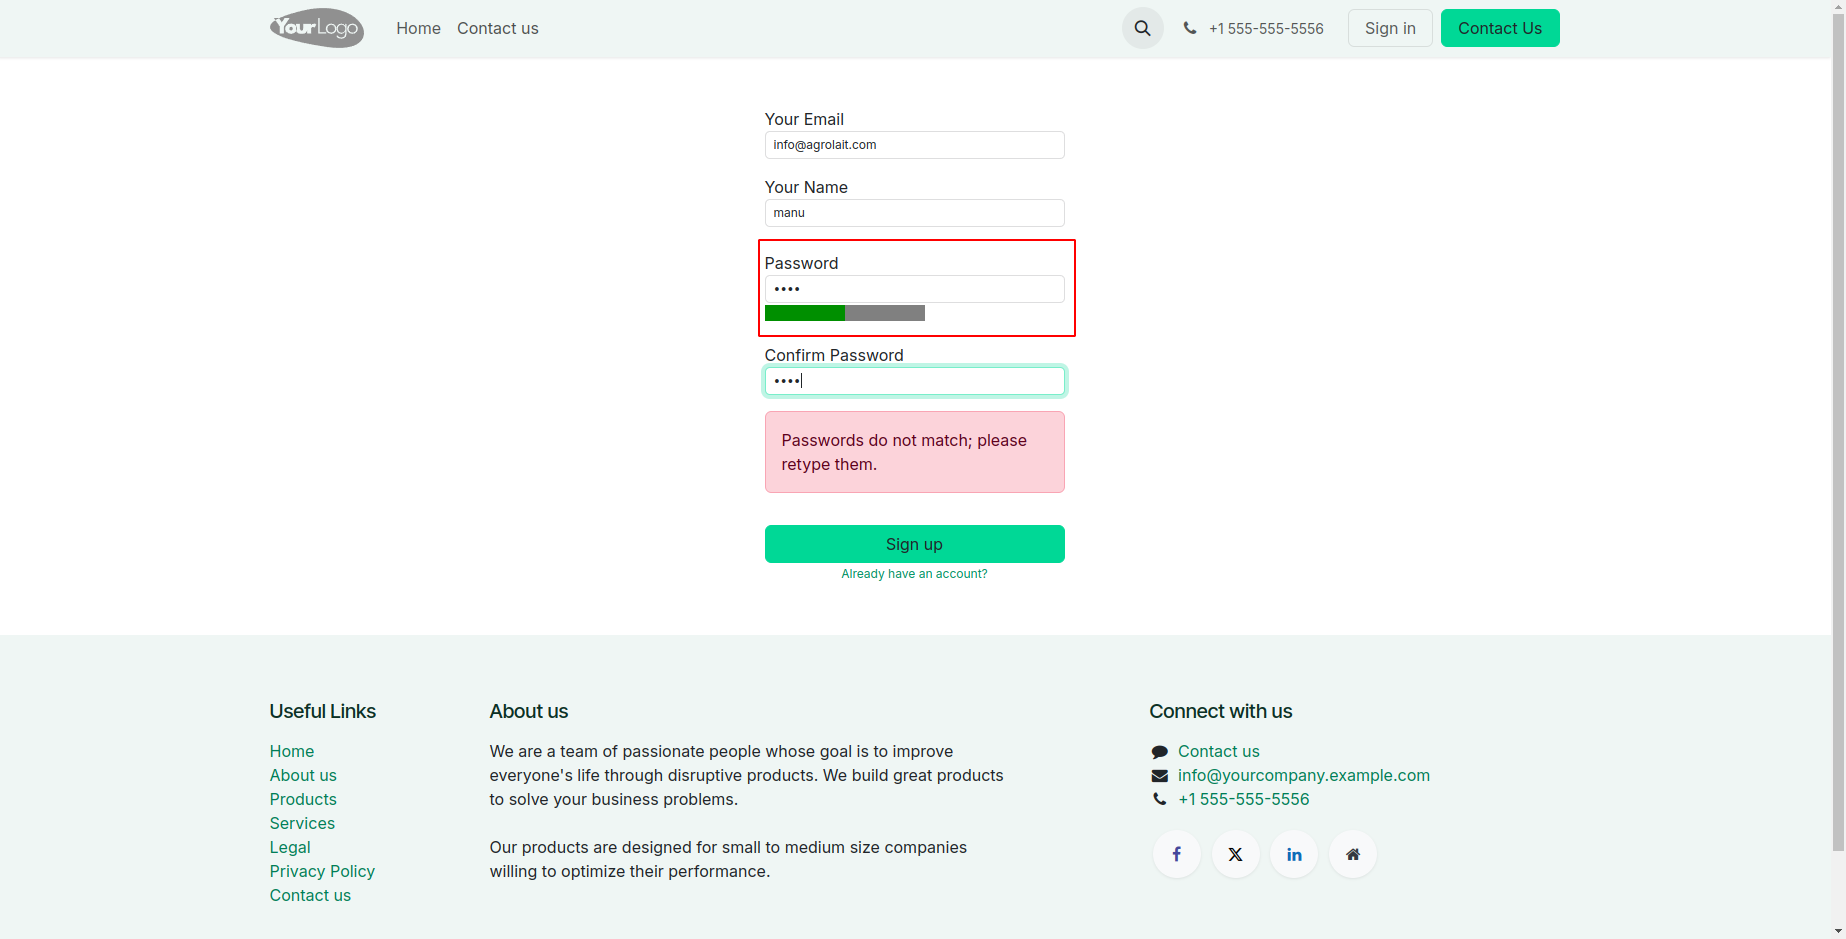 YourLogo
Home
Contact us
+1 555-555-5556
Sign in
Contact Us
Your Email
info@agrolait.com
Your Name
manu
Password
••••
Confirm Password
••••
Passwords do not match; please
retype them.
Sign up
Already have an account?
Useful Links
Home
About us
Products
Services
Legal
Privacy Policy
Contact us
About us
We are a team of passionate people whose goal is to improve
everyone's life through disruptive products. We build great products
to solve your business problems.
Our products are designed for small to medium size companies
willing to optimize their performance.
Connect with us
Contact us
info@yourcompany.example.com
+1 555-555-5556